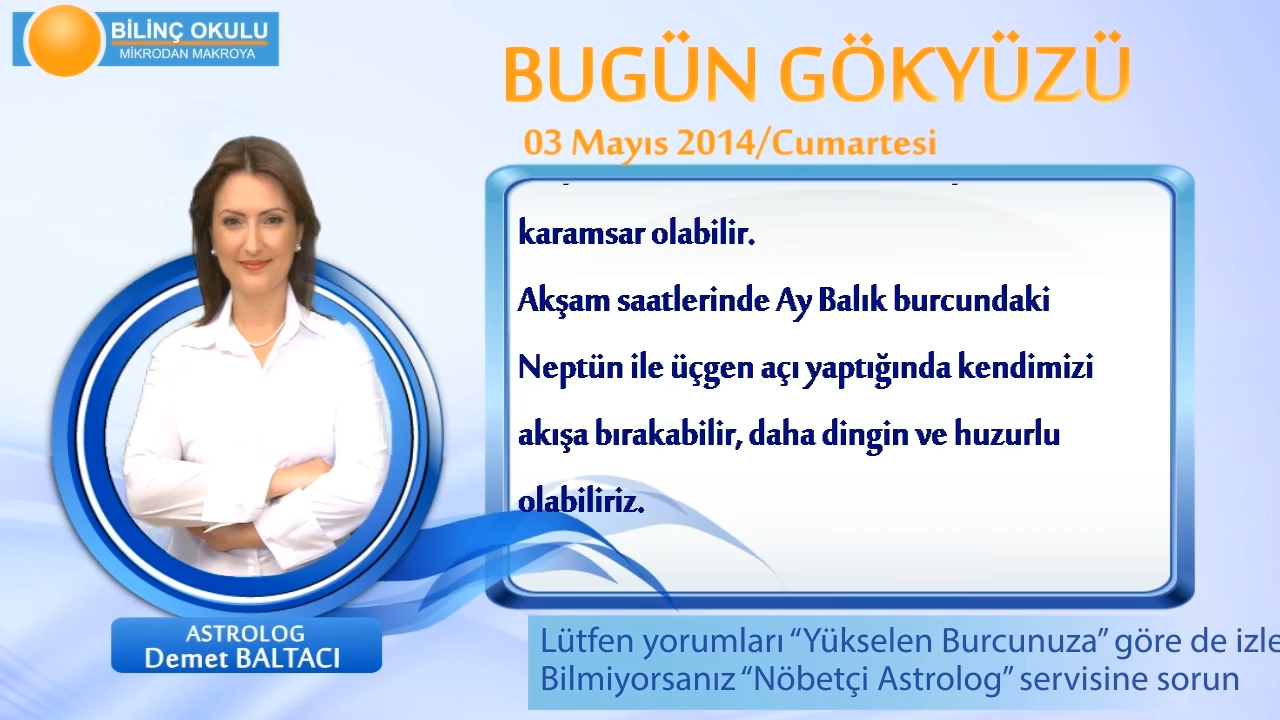 BİLİNÇ OKULU
MİKRODAN MAKROYA
BUGÜN GÖKYÜZÜ
03 Mayıs 2014/Cumartesi
karamsar olabilir.
Akşam saatlerinde Ay Balık burcundaki
Neptün ile üçgen açı yaptığında kendimizi
akışa bırakabilir, daha dingin ve huzurlu
olabiliriz.
ASTROLOG
Demet BALTACI
Lütfen yorumları “Yükselen Burcunuza” göre de izle
Bilmiyorsanız “Nöbetçi Astrolog” servisine sorun